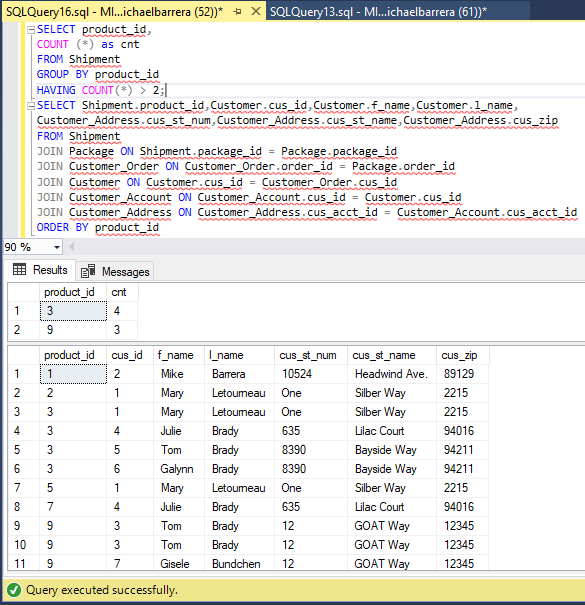 SQLQuery16.sql - MI...ichaelbarrera (52))* SQLQuery13.sql - MI...ichaelbarrera (61))*
SELECT product_id,
COUNT (*) as cnt
FROM Shipment
GROUP BY product_id
HAVING COUNT(*) > 2;
SELECT Shipment.product_id,Customer.cus_id,Customer.f_name,Customer.l_name,
Customer_Address.cus_st_num,Customer_Address.cus_st_name,Customer_Address.cus_zip
FROM Shipment
JOIN Package ON Shipment.package_id = Package.package_id
JOIN Customer_Order ON Customer_Order.order_id = Package.order_id
JOIN Customer ON Customer.cus_id = Customer_Order.cus_id
JOIN Customer_Account ON Customer_Account.cus_id = Customer.cus_id
JOIN Customer_Address ON Customer_Address.cus_acct_id = Customer_Account.cus_acct_id
ORDER BY product_id
90 %
Results Messages
product_id cnt
1 3 4
2 9 3
product_id cus_id f_name l_name cus_st_num cus_st_name cus_zip
1 1 2 Mike Barrera 10524 Headwind Ave. 89129
2 2 1 Mary Letourneau One Silber Way 2215
3 3 1 Mary Letourneau One Silber Way 2215
4 3 4 Julie Brady 635 Lilac Court 94016
5 3 5 Tom Brady 8390 Bayside Way 94211
6 3 6 Galynn Brady 8390 Bayside Way 94211
7 5 1 Mary Letourneau One Silber Way 2215
8 7 4 Julie Brady 635 Lilac Court 94016
9 9 3 Tom Brady 12 GOAT Way 12345
10 9 3 Tom Brady 12 GOAT Way 12345
11 9 7 Gisele Bundchen 12 GOAT Way 12345
Query executed successfully.